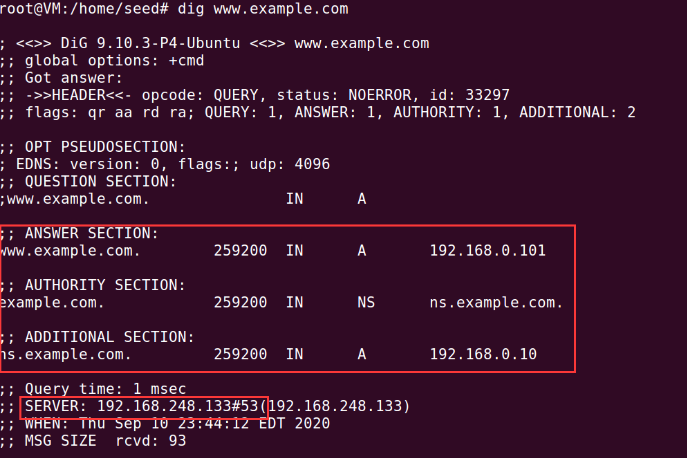 root@VM:/home/seed# dig www.example.com
; <<>> DiG 9.10.3-P4-Ubuntu <<>> www.example.com
;; global options: +cmd
;; Got answer:
;; ->>HEADER<<- opcode: QUERY, status: NOERROR, id: 33297
;; flags: qr aa rd ra; QUERY: 1, ANSWER: 1, AUTHORITY: 1, ADDITIONAL: 2
;; OPT PSEUDOSECTION:
; EDNS: version: 0, flags:; udp: 4096
;; QUESTION SECTION:
;www.example.com. IN A
;; ANSWER SECTION:
www.example.com. 259200 IN A 192.168.0.101
;; AUTHORITY SECTION:
example.com. 259200 IN NS ns.example.com.
;; ADDITIONAL SECTION:
ns.example.com. 259200 IN A 192.168.0.10
;; Query time: 1 msec
;; SERVER: 192.168.248.133#53(192.168.248.133)
;; WHEN: Thu Sep 10 23:44:12 EDT 2020
;; MSG SIZE rcvd: 93